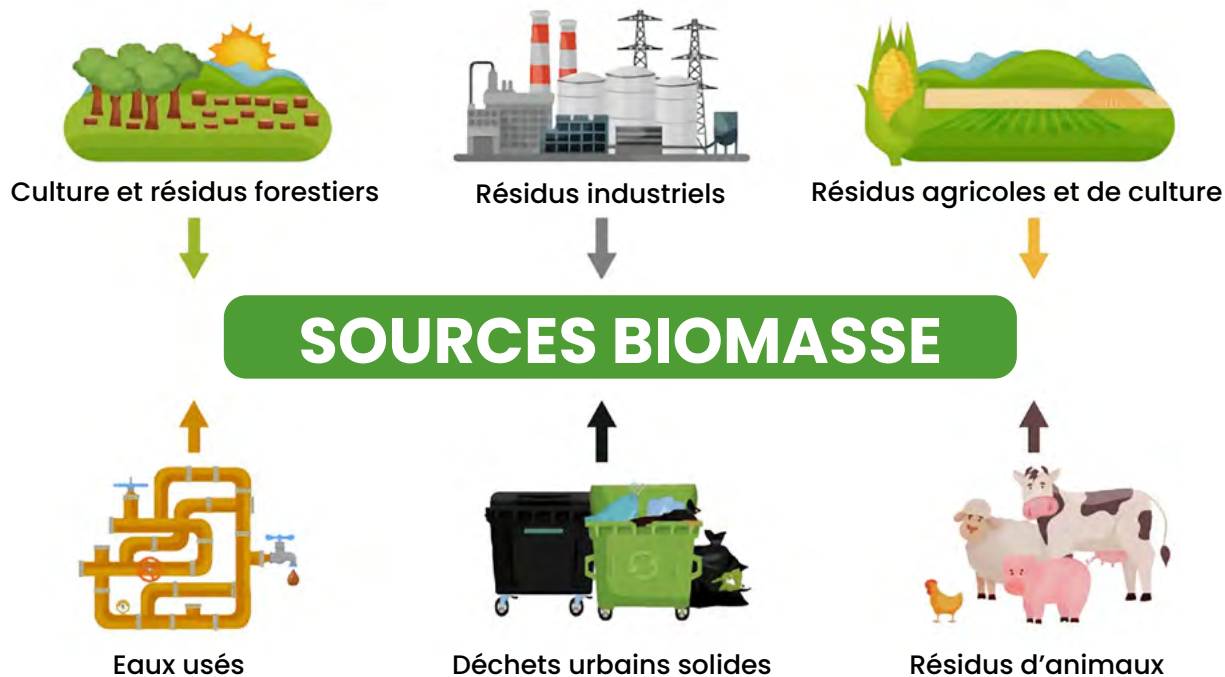 Culture et résidus forestiers
Résidus industriels
Résidus agricoles et de culture
SOURCES BIOMASSE
Eaux usés
Déchets urbains solides
Résidus d'animaux